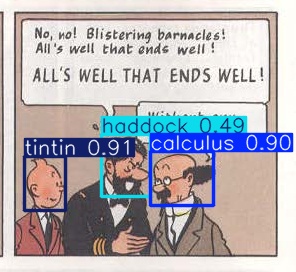 No, no! Blistering barnacles!
All's well that ends well!
ALL'S WELL THAT ENDS WELL!
haddock 0.49
tintin 0.91
calculus 0.90